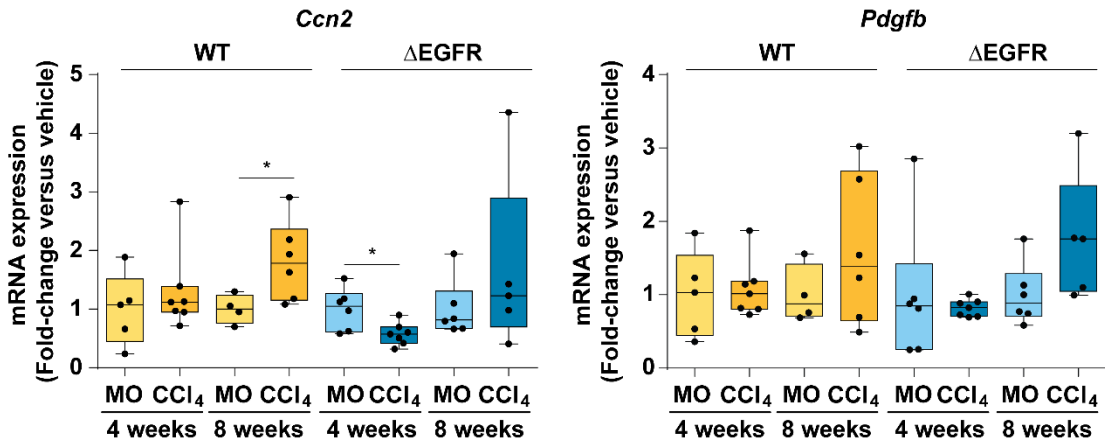 Ccn2
WT ΔEGFR
mRNA expression
(Fold-change versus vehicle)
5
4
3
2
1
0
*
*
MO CCl₄ MO CCl₄ MO CCl₄ MO CCl₄
4 weeks 8 weeks 4 weeks 8 weeks
Pdgfb
WT ΔEGFR
mRNA expression
(Fold-change versus vehicle)
4
3
2
1
0
MO CCl₄ MO CCl₄ MO CCl₄ MO CCl₄
4 weeks 8 weeks 4 weeks 8 weeks